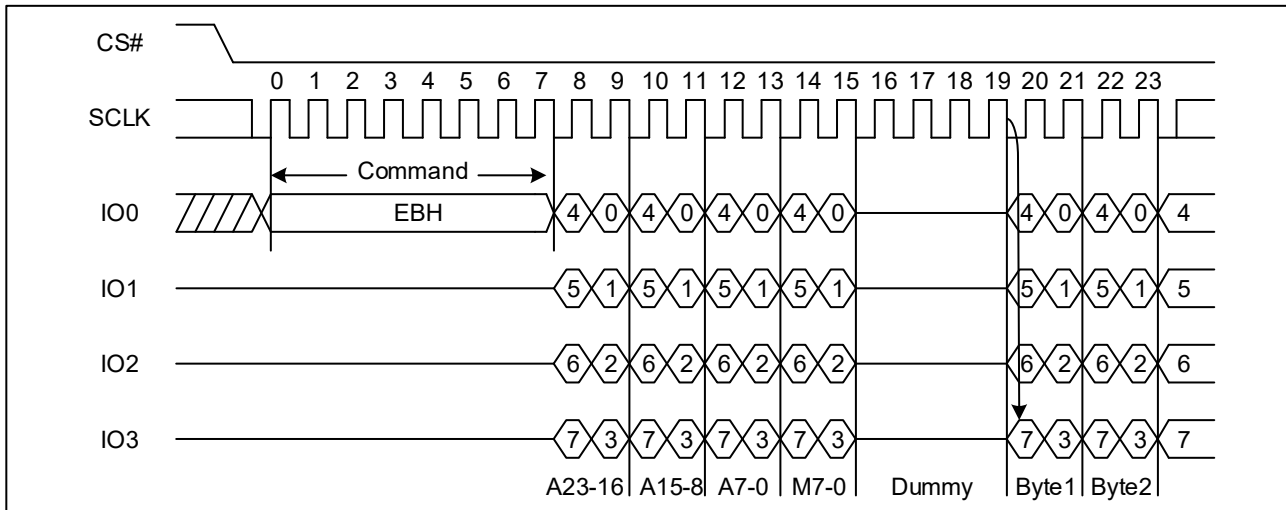 CS#
0 1 2 3 4 5 6 7 8 9 10 11 12 13 14 15 16 17 18 19 20 21 22 23
SCLK
Command
IO0 EBH 4 0 4 0 4 0 4 0 4 0 4 0 4
IO1 5 1 5 1 5 1 5 1 5 1 5 1 5
IO2 6 2 6 2 6 2 6 2 6 2 6 2 6
IO3 7 3 7 3 7 3 7 3 7 3 7 3 7
A23-16 A15-8 A7-0 M7-0 Dummy Byte1 Byte2